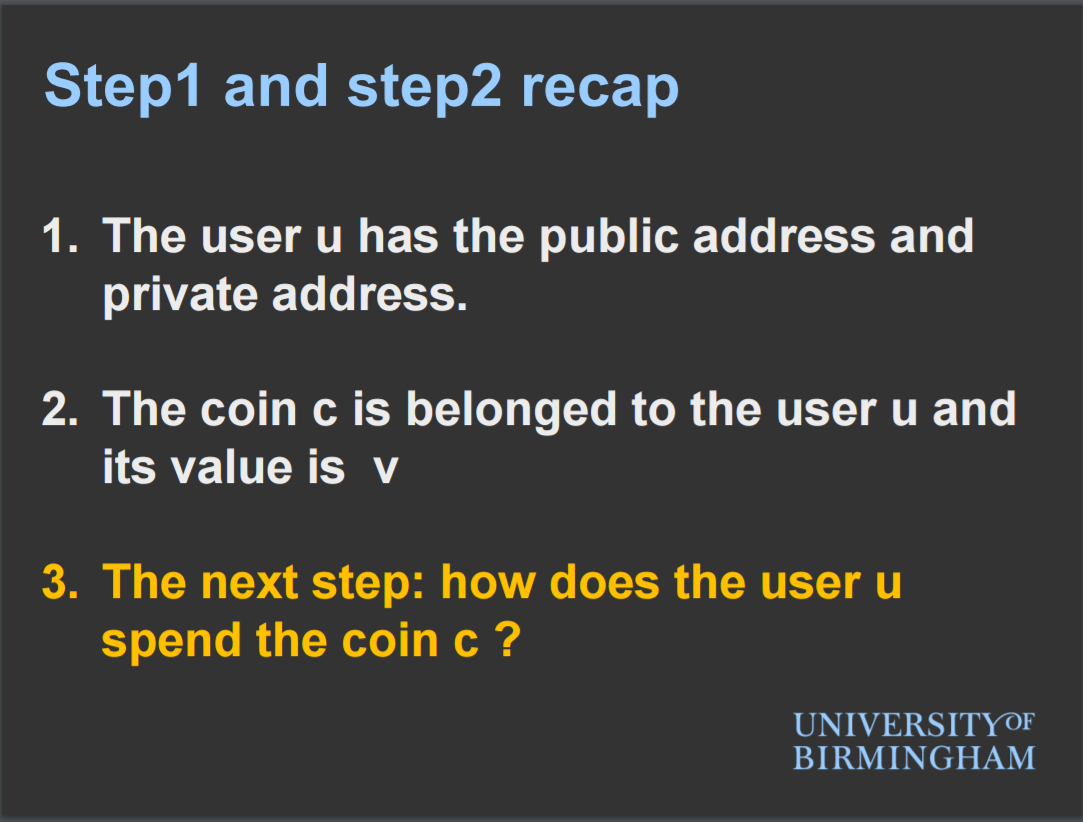 Step1 and step2 recap
1. The user u has the public address and
private address.
2. The coin c is belonged to the user u and
its value is v
3. The next step: how does the user u
spend the coin c ?
UNIVERSITY OF
BIRMINGHAM